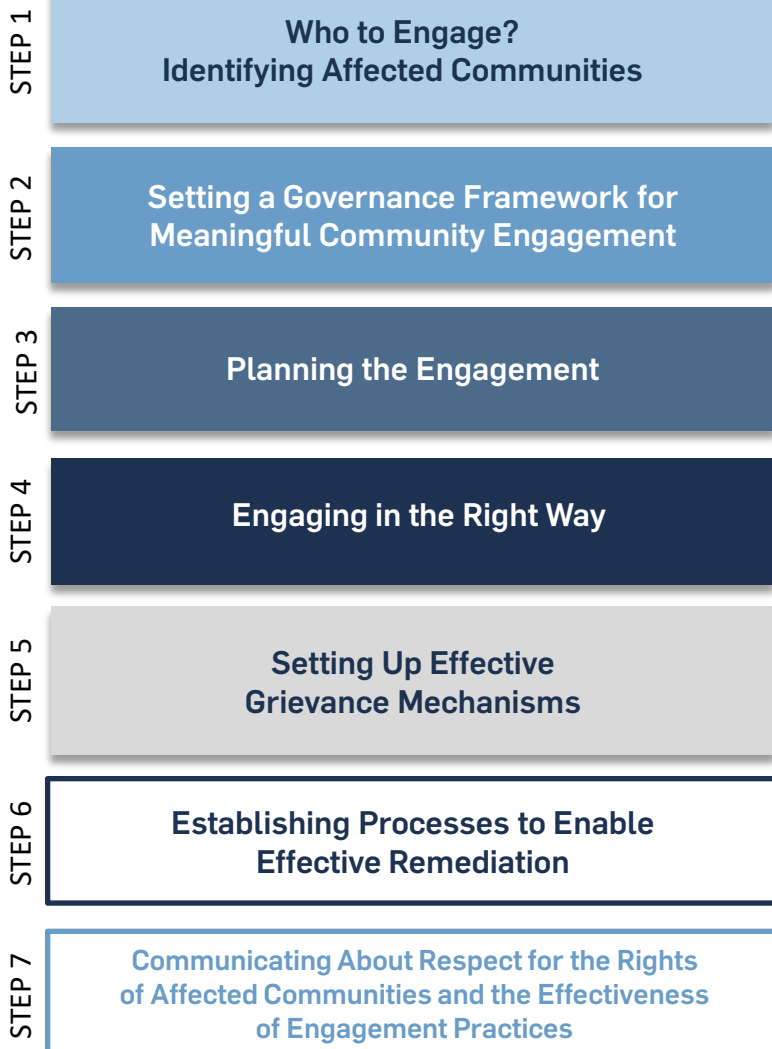 STEP 1
Who to Engage?
Identifying Affected Communities
STEP 2
Setting a Governance Framework for
Meaningful Community Engagement
STEP 3
Planning the Engagement
STEP 4
Engaging in the Right Way
STEP 5
Setting Up Effective
Grievance Mechanisms
STEP 6
Establishing Processes to Enable
Effective Remediation
STEP 7
Communicating About Respect for the Rights
of Affected Communities and the Effectiveness
of Engagement Practices